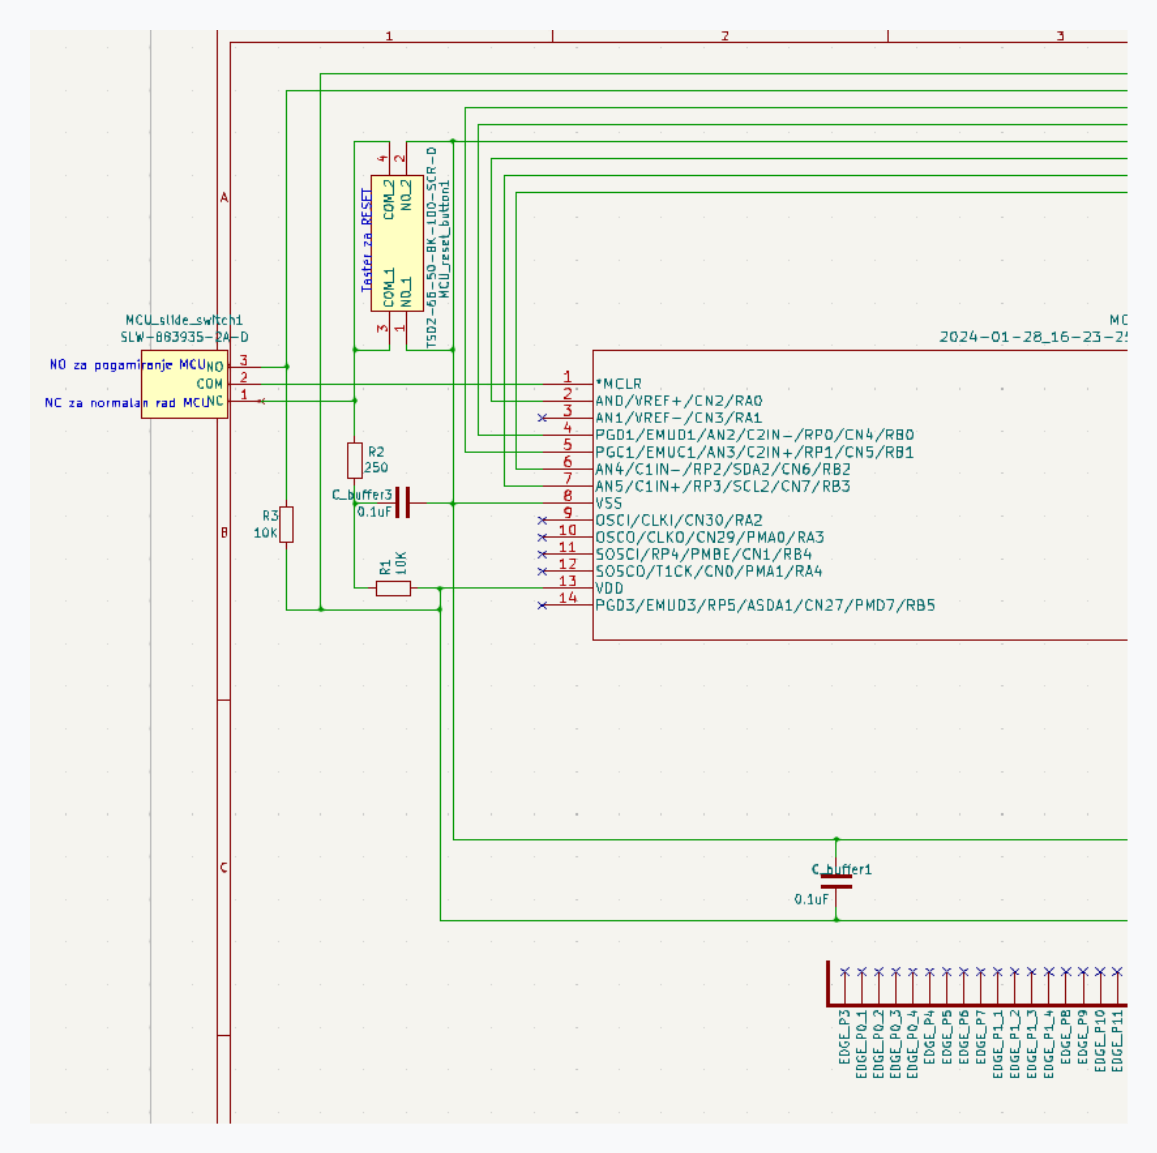 1
2
3
A
B
C
4
2
COM_2
NO_2
Taster za RESET
COM_1
NO_1
3
1
TS02-66-50-BK-100-SCR-D
MCU_reset_button1
MCU_slide_switch1
SLW-883935-2A-D
NO za pogamiranje MCU
NO
3
COM
2
NC za normalan rad MCU
NC
1
R2
250
C_buffer3
0.1uF
R3
10K
R1
10K
MC
2024-01-28_16-23-25
1
*MCLR
2
AN0/VREF+/CN2/RA0
3
AN1/VREF-/CN3/RA1
4
PGD1/EMUD1/AN2/C2IN-/RP0/CN4/RB0
5
PGC1/EMUC1/AN3/C2IN+/RP1/CN5/RB1
6
AN4/C1IN-/RP2/SDA2/CN6/RB2
7
AN5/C1IN+/RP3/SCL2/CN7/RB3
8
VSS
9
OSCI/CLKI/CN30/RA2
10
OSCO/CLKO/CN29/PMA0/RA3
11
SOSCI/RP4/PMBE/CN1/RB4
12
SOSCO/T1CK/CN0/PMA1/RA4
13
VDD
14
PGD3/EMUD3/RP5/ASDA1/CN27/PMD7/RB5
C_buffer1
0.1uF
EDGE_P3
EDGE_P0_1
EDGE_P0_2
EDGE_P0_3
EDGE_P0_4
EDGE_P4
EDGE_P5
EDGE_P6
EDGE_P7
EDGE_P1_1
EDGE_P1_2
EDGE_P1_3
EDGE_P1_4
EDGE_P8
EDGE_P9
EDGE_P10
EDGE_P11